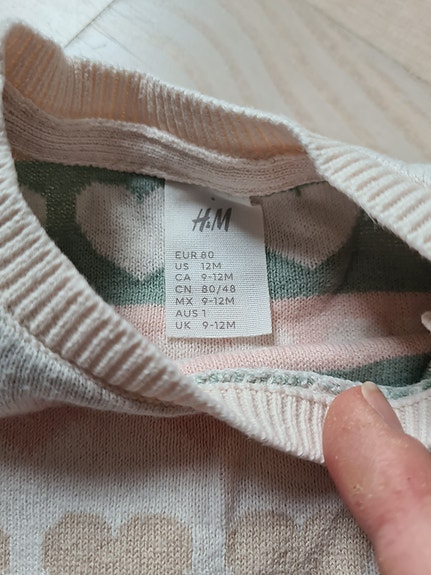 H&M
EUR 80
US 12M
CA 9-12M
CN 80/48
MX 9-12M
AUS 1
UK 9-12M